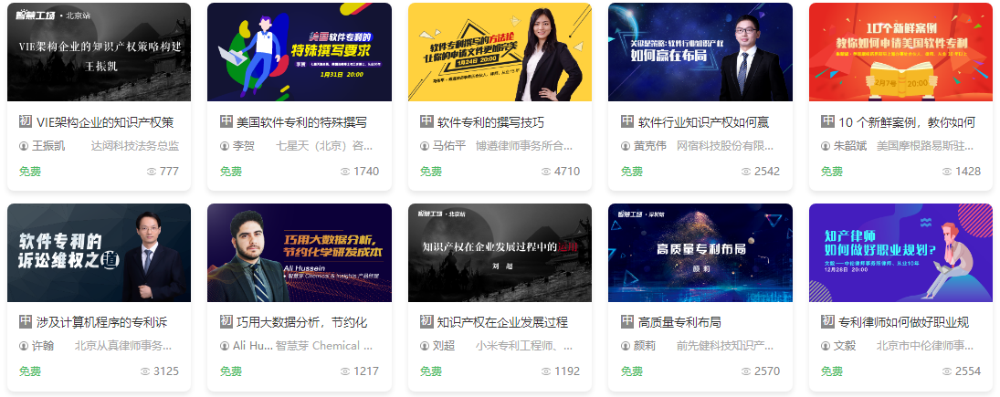 智慧工场·北京站
VIE架构企业的知识产权策略构建
王振凯
初 VIE架构企业的知识产权策
王振凯 达闼科技法务总监
免费 777
美国软件专利的
特殊撰写要求
李贺
1月31日 20:00
中 美国软件专利的特殊撰写
李贺 七星天（北京）咨...
免费 1740
软件专利撰写的方法论
让你的申请文件更加完美
1月24日 20:00
中 软件专利的撰写技巧
马佑平 博遵律师事务所合...
免费 4710
关键是策略：软件行业知识产权
如何赢在布局
中 软件行业知识产权如何赢
黄克伟 网宿科技股份有限...
免费 2542
10个新鲜案例
教你如何申请美国软件专利
2月7号 20:00
中 10 个新鲜案例，教你如何
朱韶斌 美国摩根路易斯驻...
免费 1428
软件专利的
诉讼维权之道
中 涉及计算机程序的专利诉
许翰 北京从真律师事务...
免费 3125
巧用大数据分析，
节约化学研发成本
Ali Hussein
智慧芽 Chemical & Insights 产品经理
初 巧用大数据分析，节约化
Ali Hu... 智慧芽 Chemical ...
免费 1217
智慧工场·北京站
知识产权在企业发展过程中的运用
刘 超
初 知识产权在企业发展过程
刘超 小米专利工程师、...
免费 1192
智慧工场·深圳站
高质量专利布局
颜莉
中 高质量专利布局
颜莉 前先健科技知识产...
免费 2570
知产律师
如何做好职业规划？
文毅——中伦律师事务所律师、从业10年
12月28日 20:00
初 专利律师如何做好职业规
文毅 北京市中伦律师事...
免费 2554